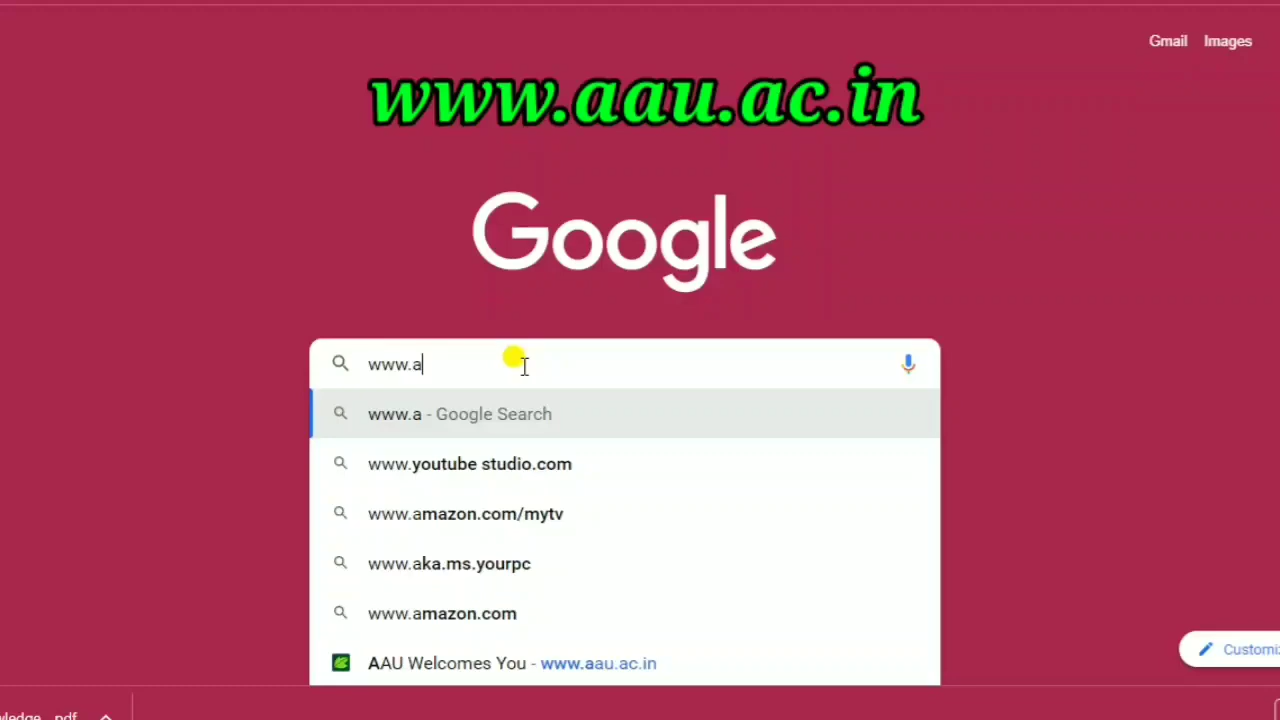 Gmail Images
www.aau.ac.in
Google
www.a
www.a - Google Search
www.youtube studio.com
www.amazon.com/mytv
www.aka.ms.yourpc
www.amazon.com
AAU Welcomes You - www.aau.ac.in